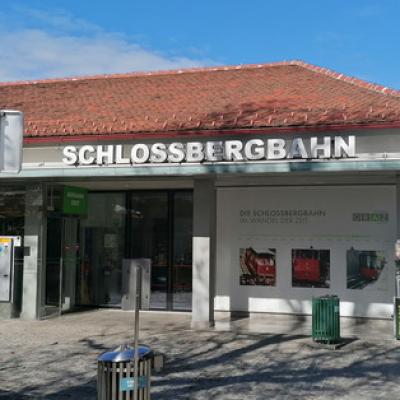 SCHLOSSBERGBAHN
DIE SCHLOSSBERGBAHN
IM WANDEL DER ZEIT
GRAZ